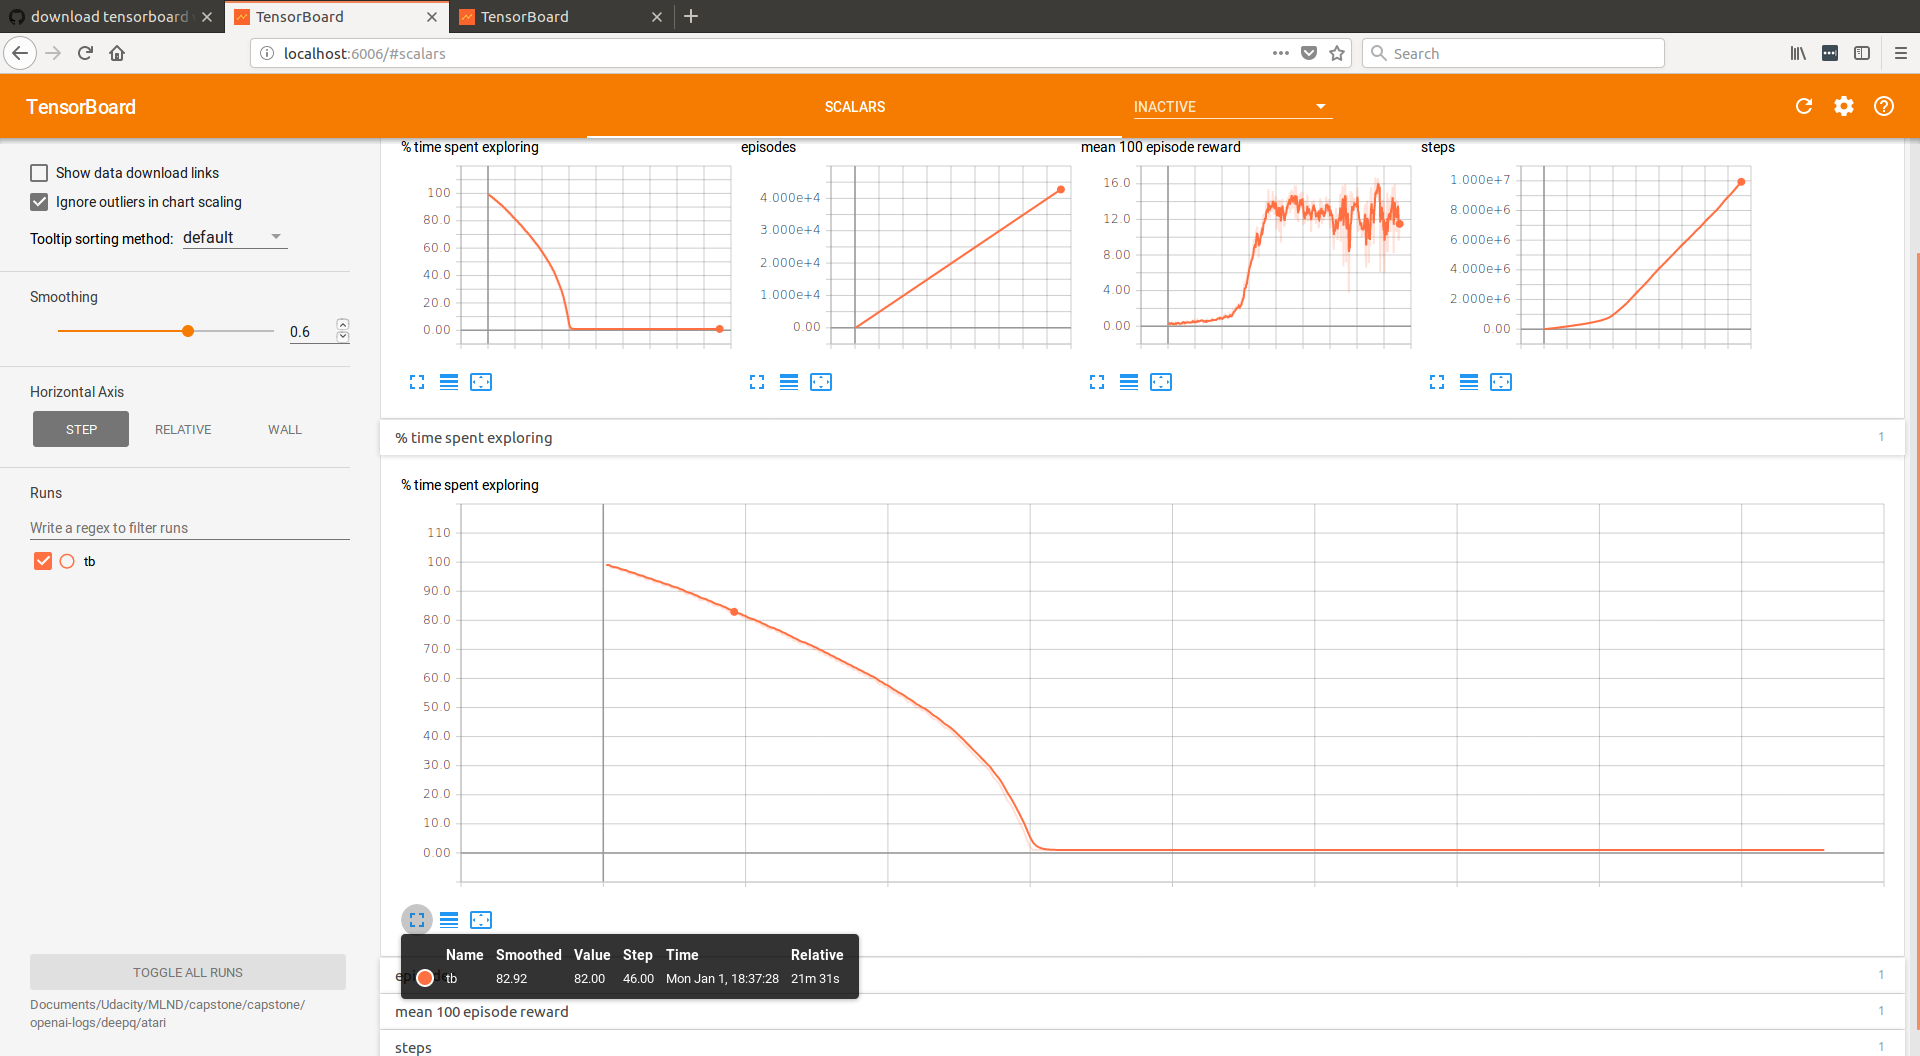 download tensorboard
TensorBoard
TensorBoard
localhost:6006/#scalars
Search
TensorBoard
SCALARS
INACTIVE
Show data download links
Ignore outliers in chart scaling
Tooltip sorting method: default
Smoothing
0.6
Horizontal Axis
STEP RELATIVE WALL
Runs
Write a regex to filter runs
tb
TOGGLE ALL RUNS
Documents/Udacity/MLND/capstone/capstone/
openai-logs/deepq/atari
% time spent exploring
100
80.0
60.0
40.0
20.0
0.00
episodes
4.000e+4
3.000e+4
2.000e+4
1.000e+4
0.00
mean 100 episode reward
16.0
12.0
8.00
4.00
0.00
steps
1.000e+7
8.000e+6
6.000e+6
4.000e+6
2.000e+6
0.00
% time spent exploring 1
% time spent exploring
110
100
90.0
80.0
70.0
60.0
50.0
40.0
30.0
20.0
10.0
0.00
Name Smoothed Value Step Time Relative
tb 82.92 82.00 46.00 Mon Jan 1, 18:37:28 21m 31s
1
mean 100 episode reward 1
steps 1